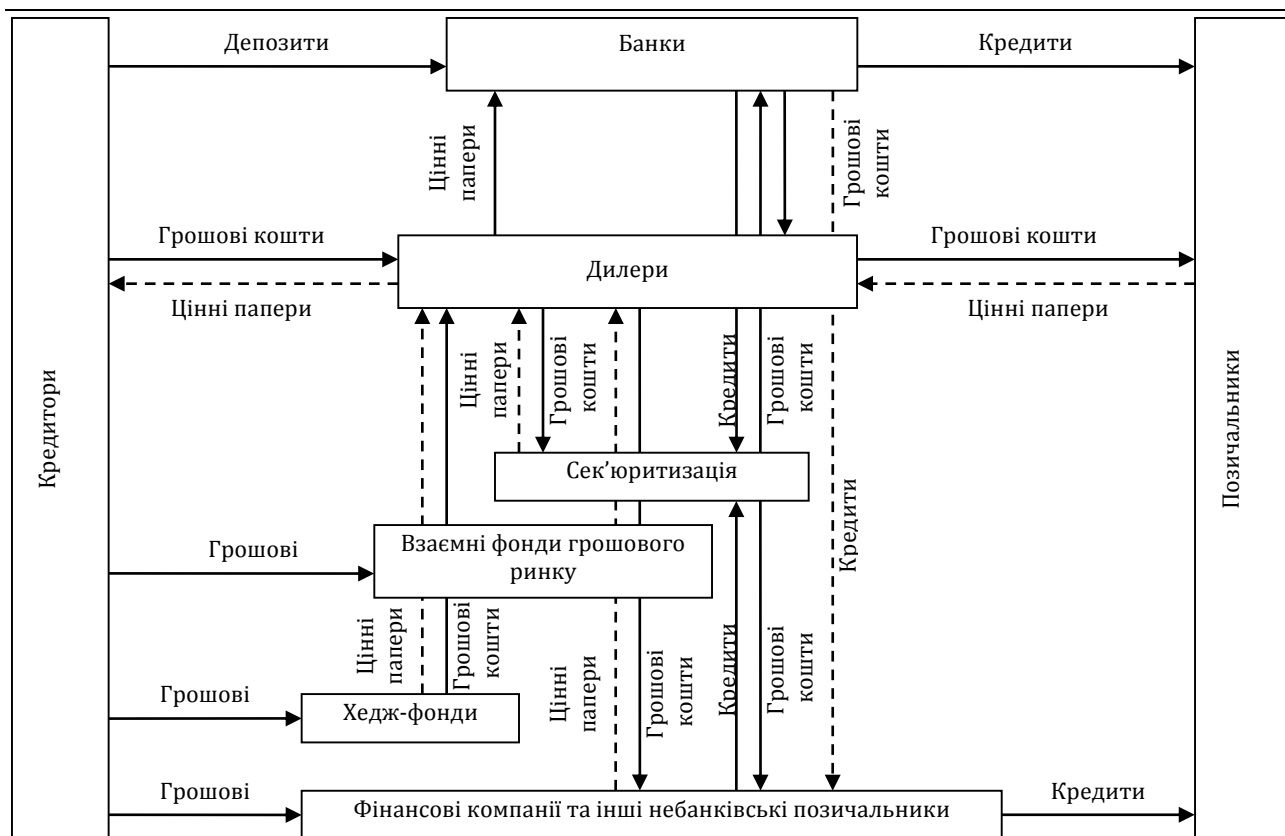 Депозити
Банки
Кредити
Цінні
папери
Грошові
кошти
Грошові кошти
Дилери
Грошові кошти
Цінні папери
Цінні папери
Кредитори
Позичальники
Цінні
папери
Грошові
кошти
Кредити
Грошові
кошти
Сек’юритизація
Кредити
Грошові
Взаємні фонди грошового
ринку
Цінні
папери
Грошові
кошти
Цінні
папери
Грошові
кошти
Кредити
Грошові
кошти
Грошові
Хедж-фонди
Грошові
Фінансові компанії та інші небанківські позичальники
Кредити